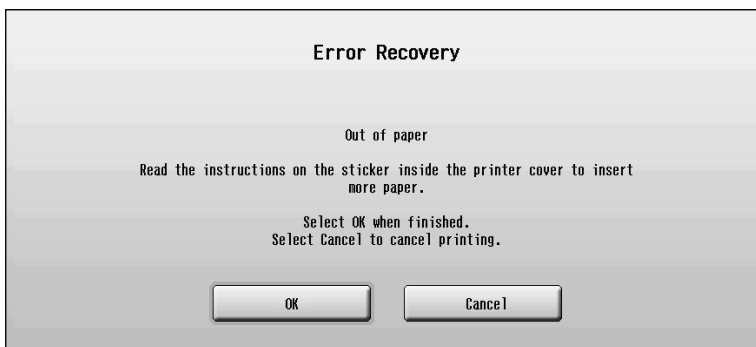 Error Recovery
Out of paper
Read the instructions on the sticker inside the printer cover to insert
more paper.
Select OK when finished.
Select Cancel to cancel printing.
OK
Cancel